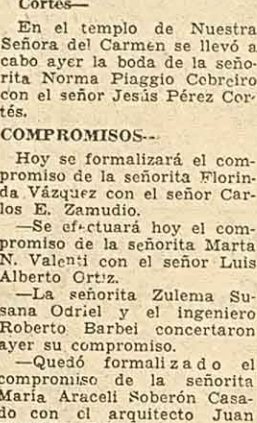 Cortés—
En el templo de Nuestra
Señora del Carmen se llevó a
cabo ayer la boda de la seño-
rita Norma Piaggio Cobreiro
con el señor Jesús Pérez Cor-
tés.
COMPROMISOS--
Hoy se formalizará el com-
promiso de la señorita Florin-
da Vázquez con el señor Car-
los E. Zamudio.
—Se efectuará hoy el com-
promiso de la señorita Marta
N. Valenti con el señor Luis
Alberto Ortiz.
—La señorita Zulema Su-
sana Odriel y el ingeniero
Roberto Barbei concertaron
ayer su compromiso.
—Quedó formalizado el
compromiso de la señorita
María Araceli Soberón Casa-
do con el arquitecto Juan